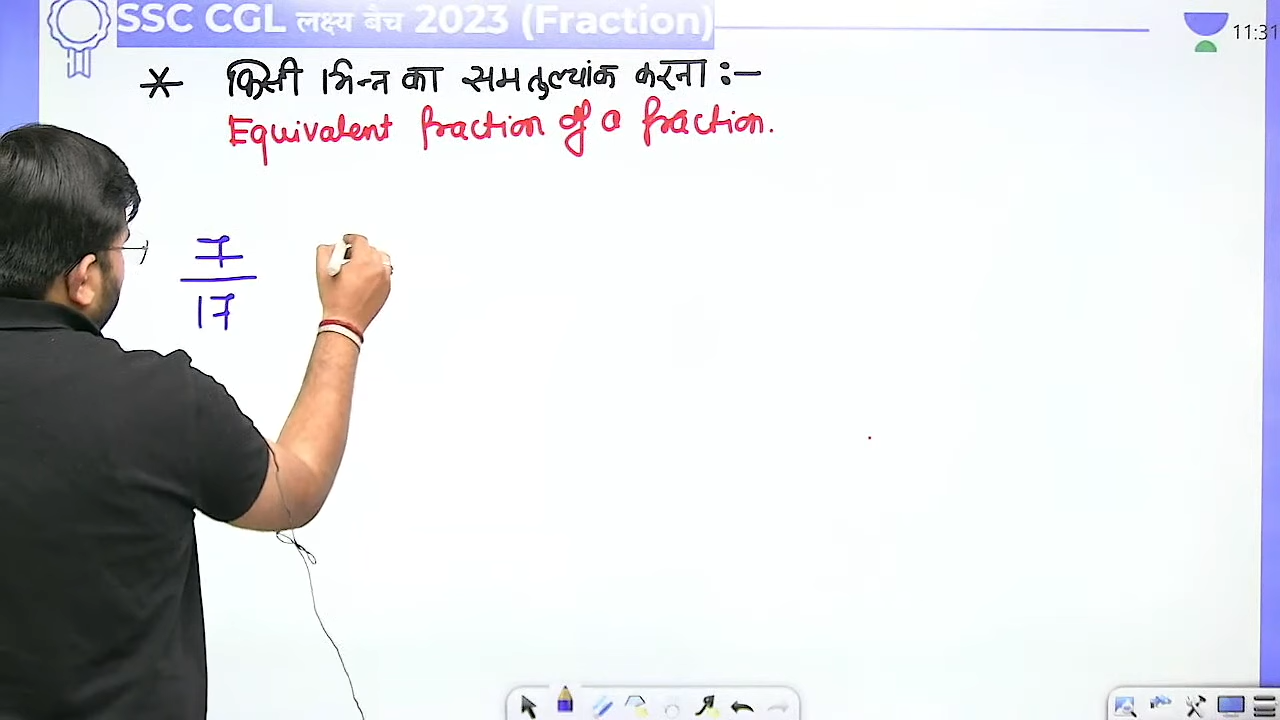 SSC CGL लक्ष्य बैच 2023 (Fraction)
11:31
* किसी भिन्न का समतुल्यांक करना :-
Equivalent fraction of a fraction.
7
17